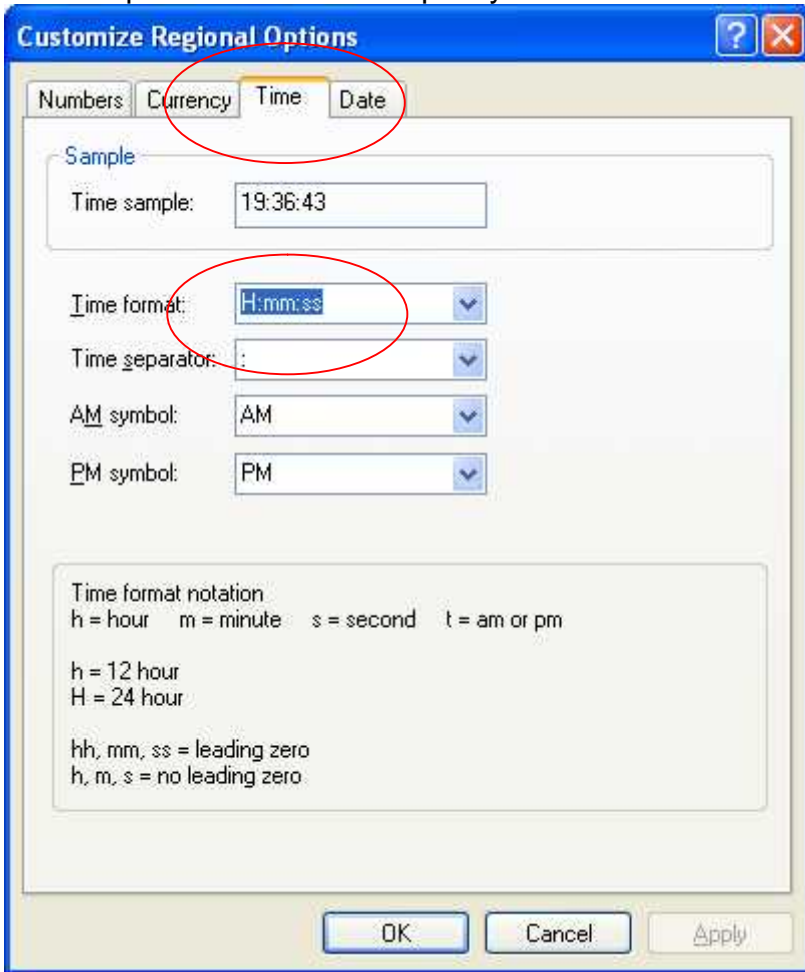 Customize Regional Options
Numbers Currency Time Date
Sample
Time sample: 19:36:43
Time format: H:mm:ss
Time separator: :
AM symbol: AM
PM symbol: PM
Time format notation
h = hour m = minute s = second t = am or pm
h = 12 hour
H = 24 hour
hh, mm, ss = leading zero
h, m, s = no leading zero
OK Cancel Apply